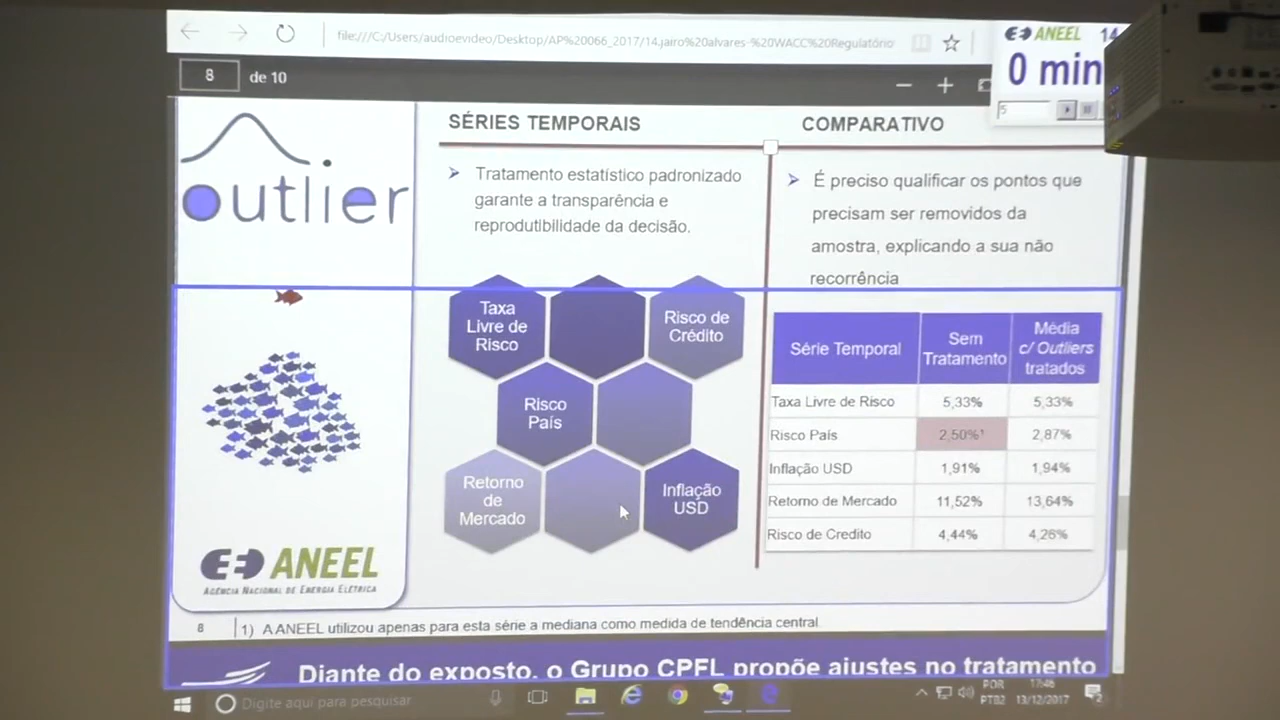 file:///C:/Users/audioevideo/Desktop/AP%20066_2017/14.jairo%20alvares-%20WACC%20Regulatório
ANEEL 14
0 min
5
8 de 10
outlier
SÉRIES TEMPORAIS
Tratamento estatístico padronizado
garante a transparência e
reprodutibilidade da decisão.
Taxa
Livre de
Risco
Risco de
Crédito
Risco
País
Retorno
de
Mercado
Inflação
USD
COMPARATIVO
É preciso qualificar os pontos que
precisam ser removidos da
amostra, explicando a sua não
recorrência
Série Temporal
Sem
Tratamento
Média
c/ Outliers
tratados
Taxa Livre de Risco 5,33% 5,33%
Risco País 2,50%¹ 2,87%
Inflação USD 1,91% 1,94%
Retorno de Mercado 11,52% 13,64%
Risco de Credito 4,44% 4,26%
ANEEL
AGÊNCIA NACIONAL DE ENERGIA ELÉTRICA
8 1) A ANEEL utilizou apenas para esta série a mediana como medida de tendência central.
Diante do exposto, o Grupo CPFL propõe ajustes no tratamento
Digite aqui para pesquisar
POR
PTB2
17:46
13/12/2017